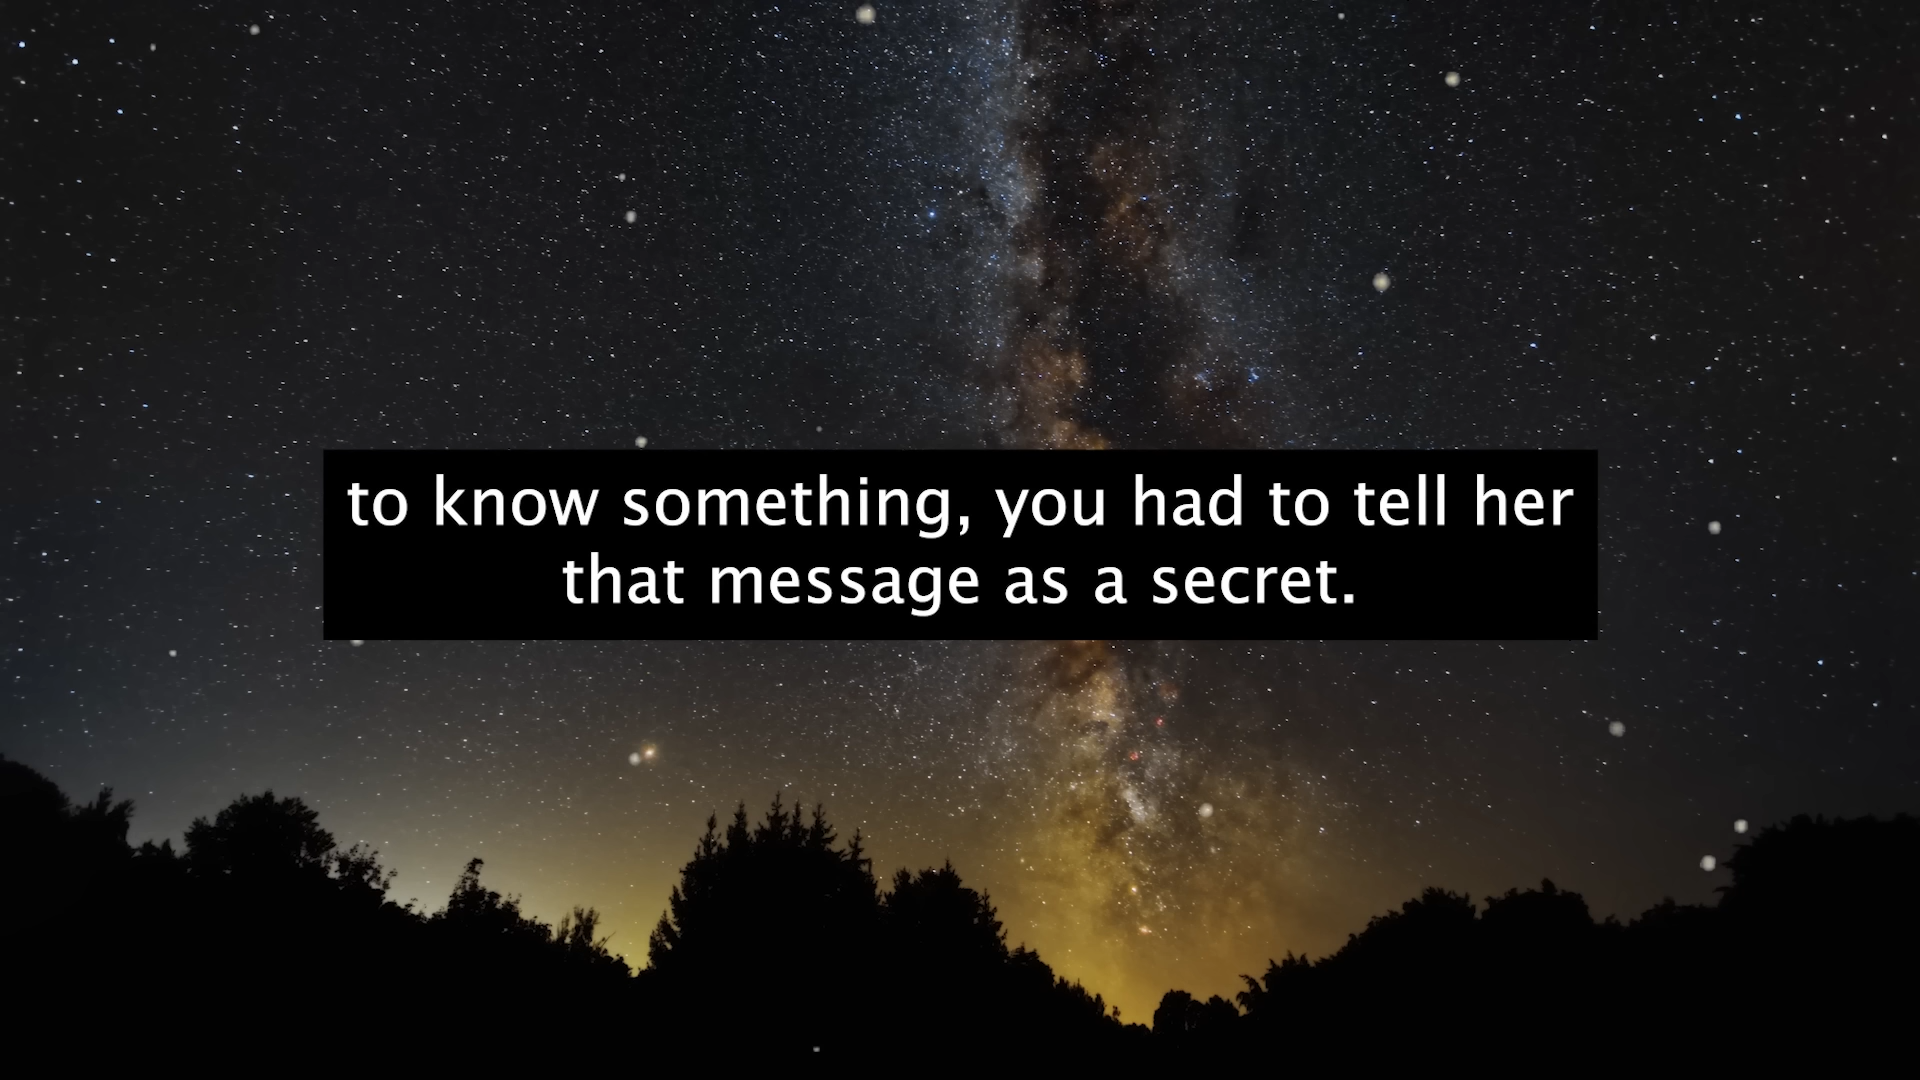 to know something, you had to tell her
that message as a secret.